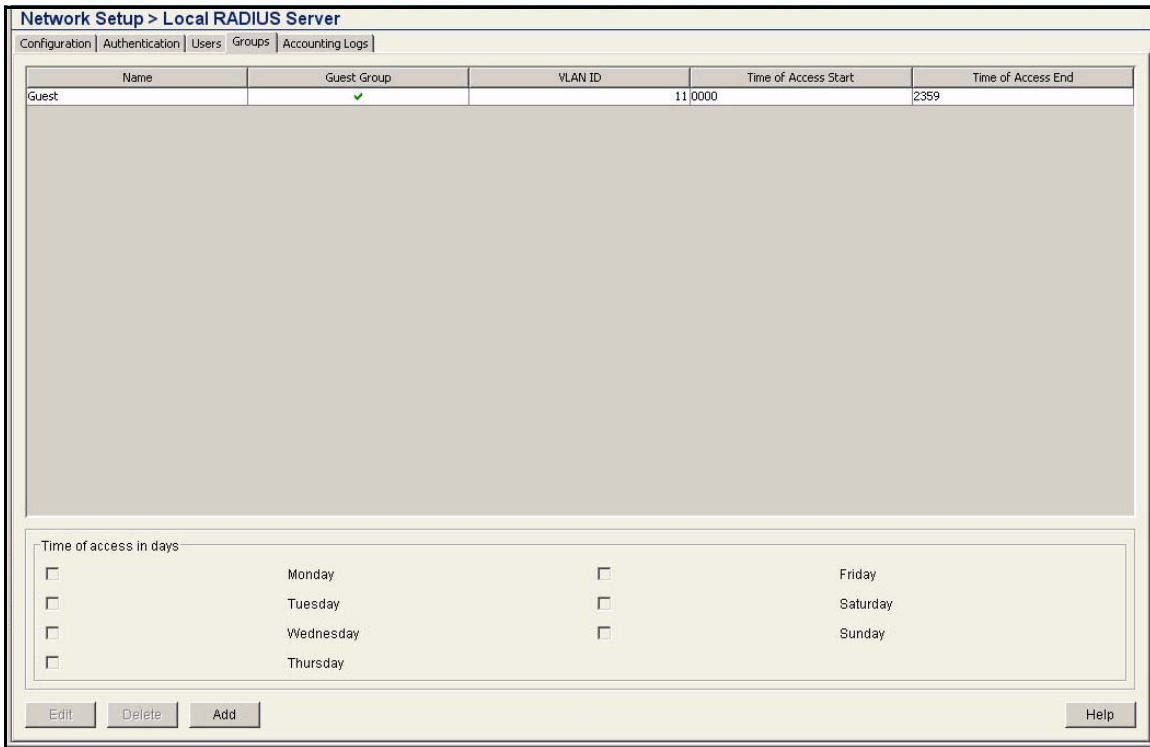 Network Setup > Local RADIUS Server
Configuration Authentication Users Groups Accounting Logs
Name Guest Group VLAN ID Time of Access Start Time of Access End
Guest 11 0000 2359
Time of access in days
Monday Friday
Tuesday Saturday
Wednesday Sunday
Thursday
Edit Delete Add Help